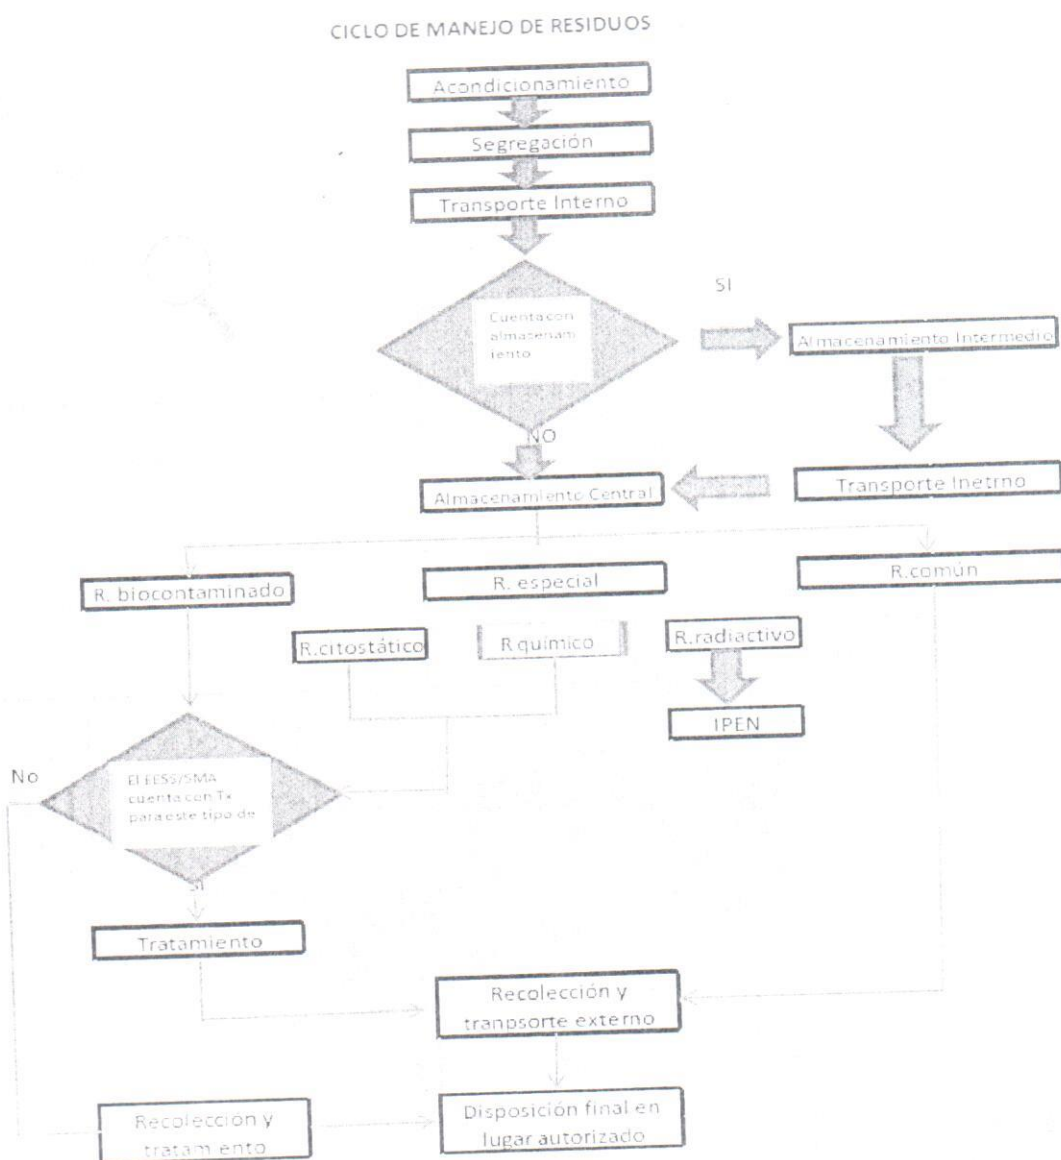 CICLO DE MANEJO DE RESIDUOS
Acondicionamiento
Segregación
Transporte Interno
SI
Cuenta con
almacenam
iento
Almacenamiento Intermedio
NO
Almacenamiento Central
Transporte Inetrno
R. biocontaminado
R. especial
R.común
R.citostático
R.químico
R.radiactivo
IPEN
No
El EESS/SMA
cuenta con Tx
para este tipo de
SI
Tratamiento
Recolección y
tranpsorte externo
Recolección y
tratamiento
Disposición final en
lugar autorizado